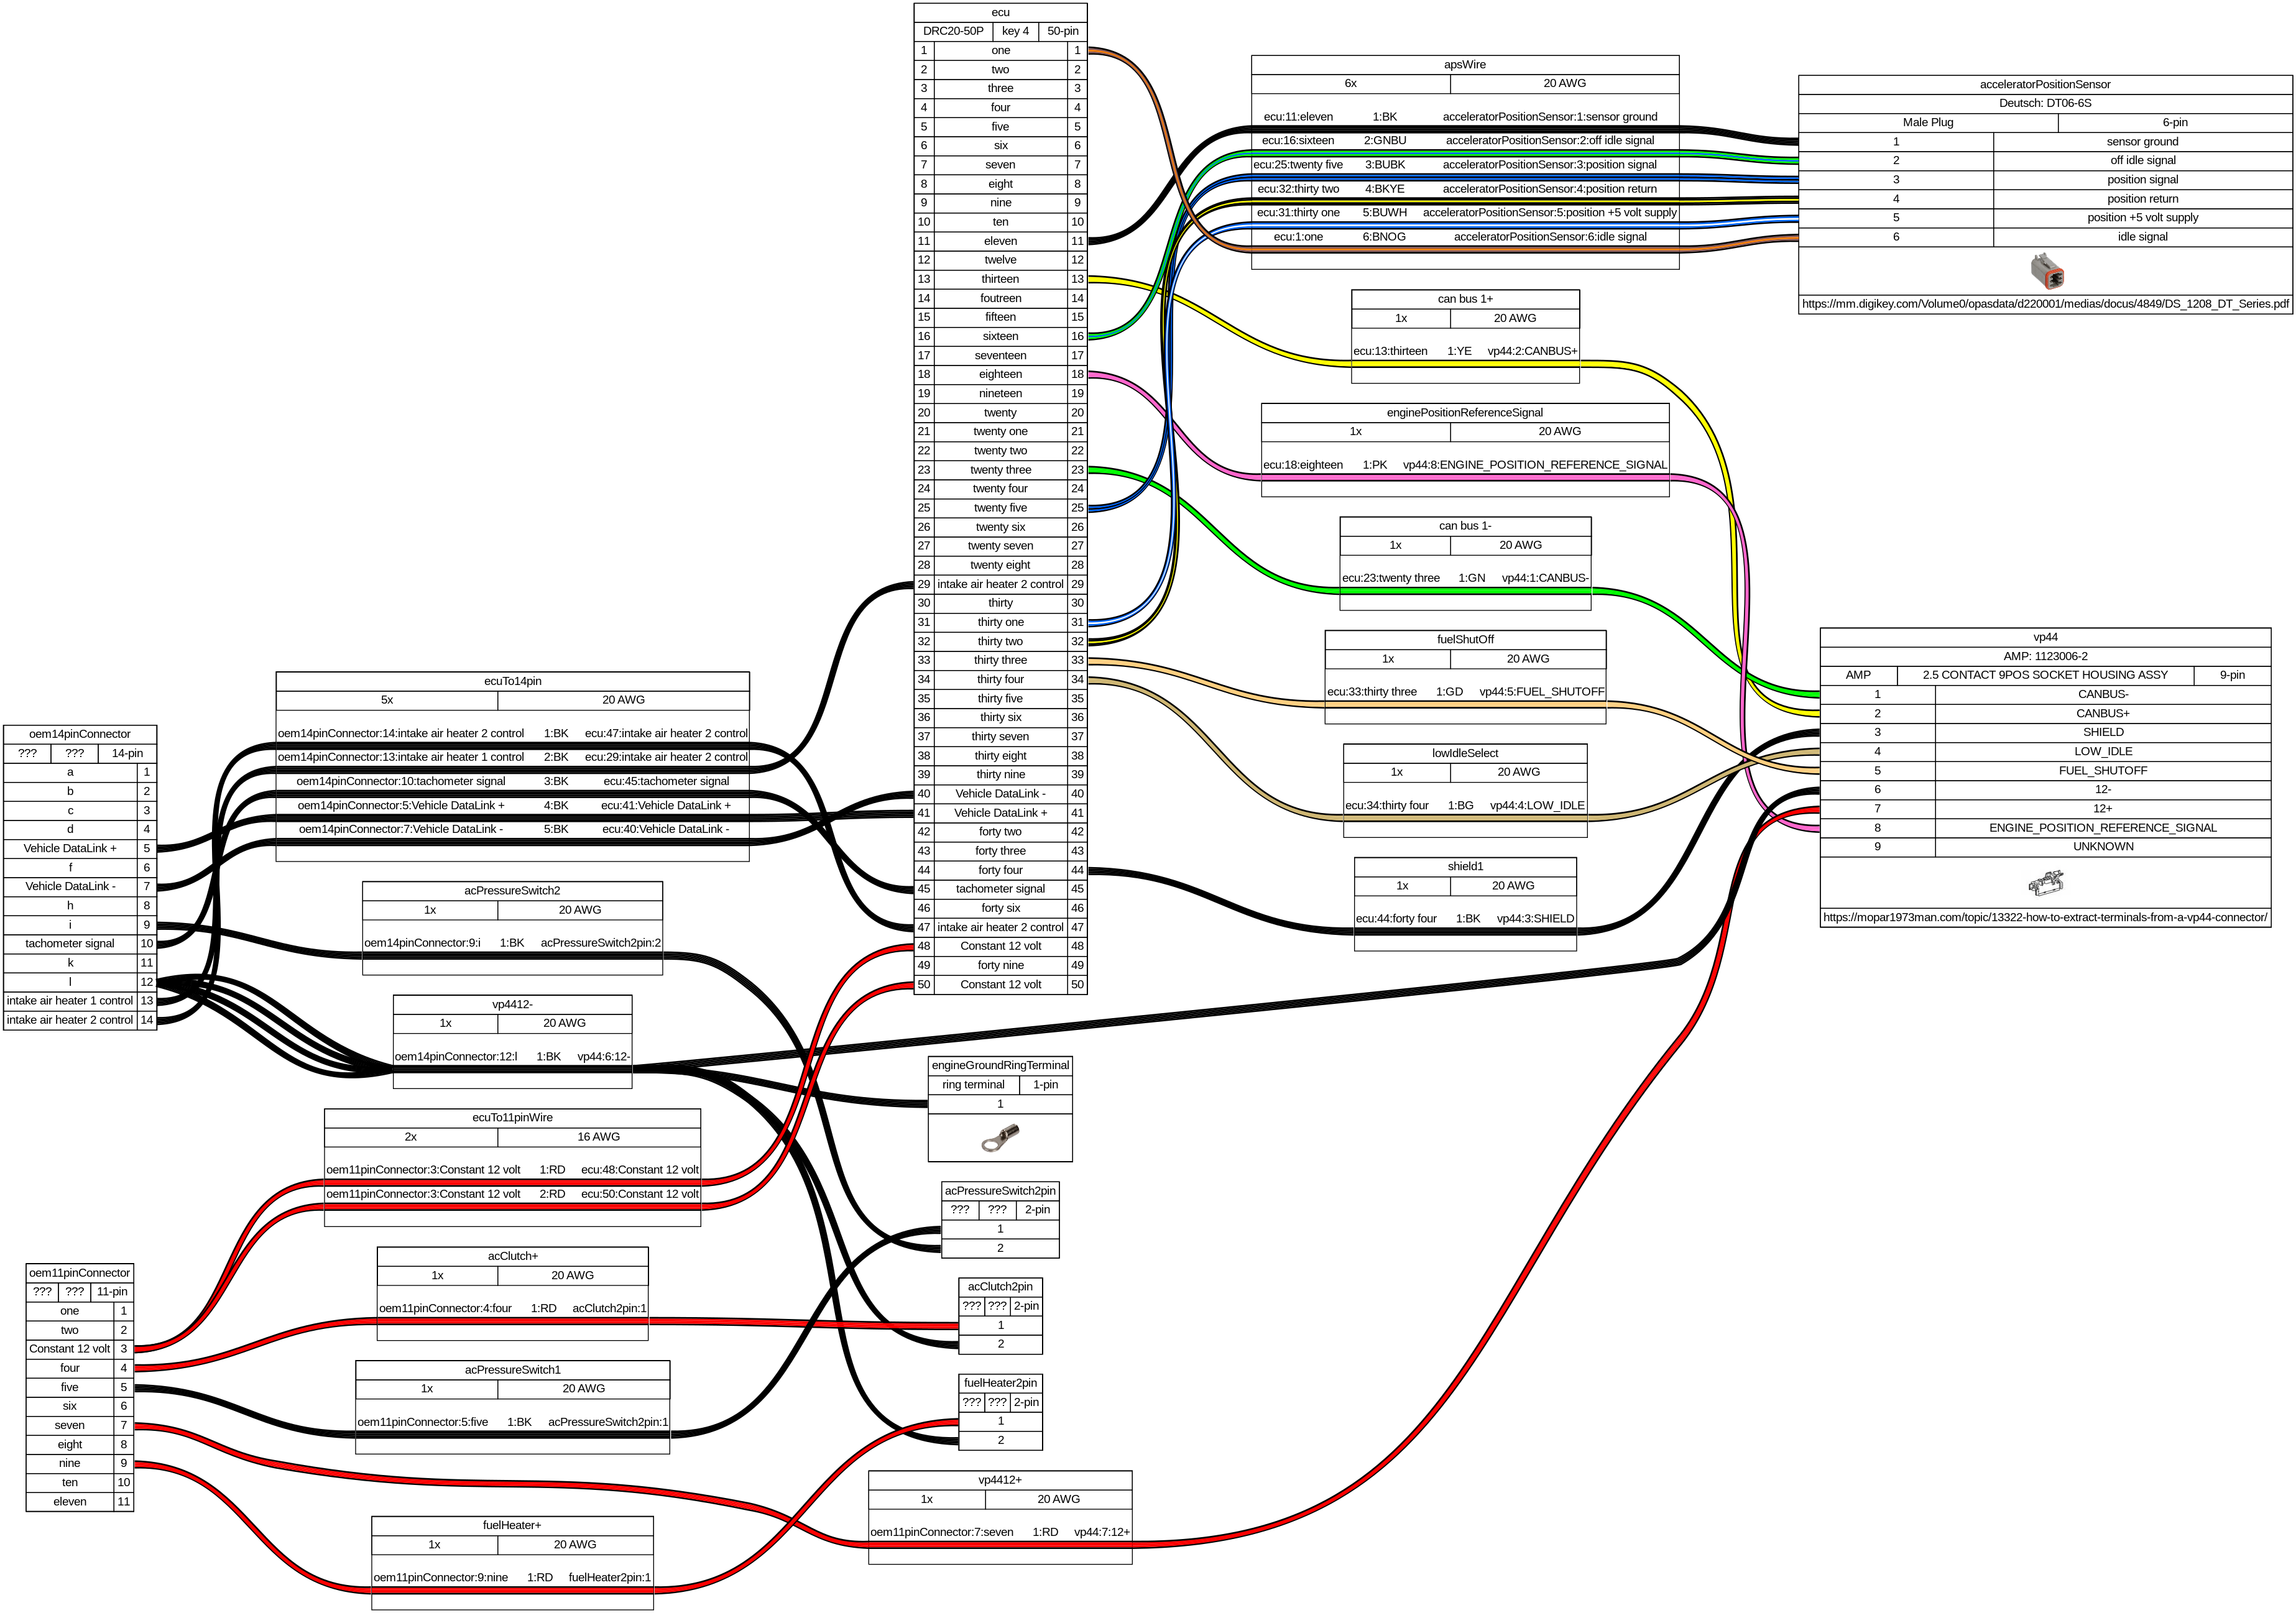 ecu
DRC20-50P key 4 50-pin
1 one 1
2 two 2
3 three 3
4 four 4
5 five 5
6 six 6
7 seven 7
8 eight 8
9 nine 9
10 ten 10
11 eleven 11
12 twelve 12
13 thirteen 13
14 foutreen 14
15 fifteen 15
16 sixteen 16
17 seventeen 17
18 eighteen 18
19 nineteen 19
20 twenty 20
21 twenty one 21
22 twenty two 22
23 twenty three 23
24 twenty four 24
25 twenty five 25
26 twenty six 26
27 twenty seven 27
28 twenty eight 28
29 intake air heater 2 control 29
30 thirty 30
31 thirty one 31
32 thirty two 32
33 thirty three 33
34 thirty four 34
35 thirty five 35
36 thirty six 36
37 thirty seven 37
38 thirty eight 38
39 thirty nine 39
40 Vehicle DataLink - 40
41 Vehicle DataLink + 41
42 forty two 42
43 forty three 43
44 forty four 44
45 tachometer signal 45
46 forty six 46
47 intake air heater 2 control 47
48 Constant 12 volt 48
49 forty nine 49
50 Constant 12 volt 50
apsWire
6x 20 AWG
ecu:11:eleven 1:BK acceleratorPositionSensor:1:sensor ground
ecu:16:sixteen 2:GNBU acceleratorPositionSensor:2:off idle signal
ecu:25:twenty five 3:BUBK acceleratorPositionSensor:3:position signal
ecu:32:thirty two 4:BKYE acceleratorPositionSensor:4:position return
ecu:31:thirty one 5:BUWH acceleratorPositionSensor:5:position +5 volt supply
ecu:1:one 6:BNOG acceleratorPositionSensor:6:idle signal
acceleratorPositionSensor
Deutsch: DT06-6S
Male Plug 6-pin
1 sensor ground
2 off idle signal
3 position signal
4 position return
5 position +5 volt supply
6 idle signal
https://mm.digikey.com/Volume0/opasdata/d220001/medias/docus/4849/DS_1208_DT_Series.pdf
can bus 1+
1x 20 AWG
ecu:13:thirteen 1:YE vp44:2:CANBUS+
enginePositionReferenceSignal
1x 20 AWG
ecu:18:eighteen 1:PK vp44:8:ENGINE_POSITION_REFERENCE_SIGNAL
can bus 1-
1x 20 AWG
ecu:23:twenty three 1:GN vp44:1:CANBUS-
fuelShutOff
1x 20 AWG
ecu:33:thirty three 1:GD vp44:5:FUEL_SHUTOFF
lowIdleSelect
1x 20 AWG
ecu:34:thirty four 1:BG vp44:4:LOW_IDLE
shield1
1x 20 AWG
ecu:44:forty four 1:BK vp44:3:SHIELD
vp44
AMP: 1123006-2
AMP 2.5 CONTACT 9POS SOCKET HOUSING ASSY 9-pin
1 CANBUS-
2 CANBUS+
3 SHIELD
4 LOW_IDLE
5 FUEL_SHUTOFF
6 12-
7 12+
8 ENGINE_POSITION_REFERENCE_SIGNAL
9 UNKNOWN
https://mopar1973man.com/topic/13322-how-to-extract-terminals-from-a-vp44-connector/
oem14pinConnector
??? ??? 14-pin
a 1
b 2
c 3
d 4
Vehicle DataLink + 5
f 6
Vehicle DataLink - 7
h 8
i 9
tachometer signal 10
k 11
l 12
intake air heater 1 control 13
intake air heater 2 control 14
ecuTo14pin
5x 20 AWG
oem14pinConnector:14:intake air heater 2 control 1:BK ecu:47:intake air heater 2 control
oem14pinConnector:13:intake air heater 1 control 2:BK ecu:29:intake air heater 2 control
oem14pinConnector:10:tachometer signal 3:BK ecu:45:tachometer signal
oem14pinConnector:5:Vehicle DataLink + 4:BK ecu:41:Vehicle DataLink +
oem14pinConnector:7:Vehicle DataLink - 5:BK ecu:40:Vehicle DataLink -
acPressureSwitch2
1x 20 AWG
oem14pinConnector:9:i 1:BK acPressureSwitch2pin:2
vp4412-
1x 20 AWG
oem14pinConnector:12:l 1:BK vp44:6:12-
ecuTo11pinWire
2x 16 AWG
oem11pinConnector:3:Constant 12 volt 1:RD ecu:48:Constant 12 volt
oem11pinConnector:3:Constant 12 volt 2:RD ecu:50:Constant 12 volt
acClutch+
1x 20 AWG
oem11pinConnector:4:four 1:RD acClutch2pin:1
acPressureSwitch1
1x 20 AWG
oem11pinConnector:5:five 1:BK acPressureSwitch2pin:1
fuelHeater+
1x 20 AWG
oem11pinConnector:9:nine 1:RD fuelHeater2pin:1
oem11pinConnector
??? ??? 11-pin
one 1
two 2
Constant 12 volt 3
four 4
five 5
six 6
seven 7
eight 8
nine 9
ten 10
eleven 11
engineGroundRingTerminal
ring terminal 1-pin
1
acPressureSwitch2pin
??? ??? 2-pin
1
2
acClutch2pin
??? ??? 2-pin
1
2
fuelHeater2pin
??? ??? 2-pin
1
2
vp4412+
1x 20 AWG
oem11pinConnector:7:seven 1:RD vp44:7:12+